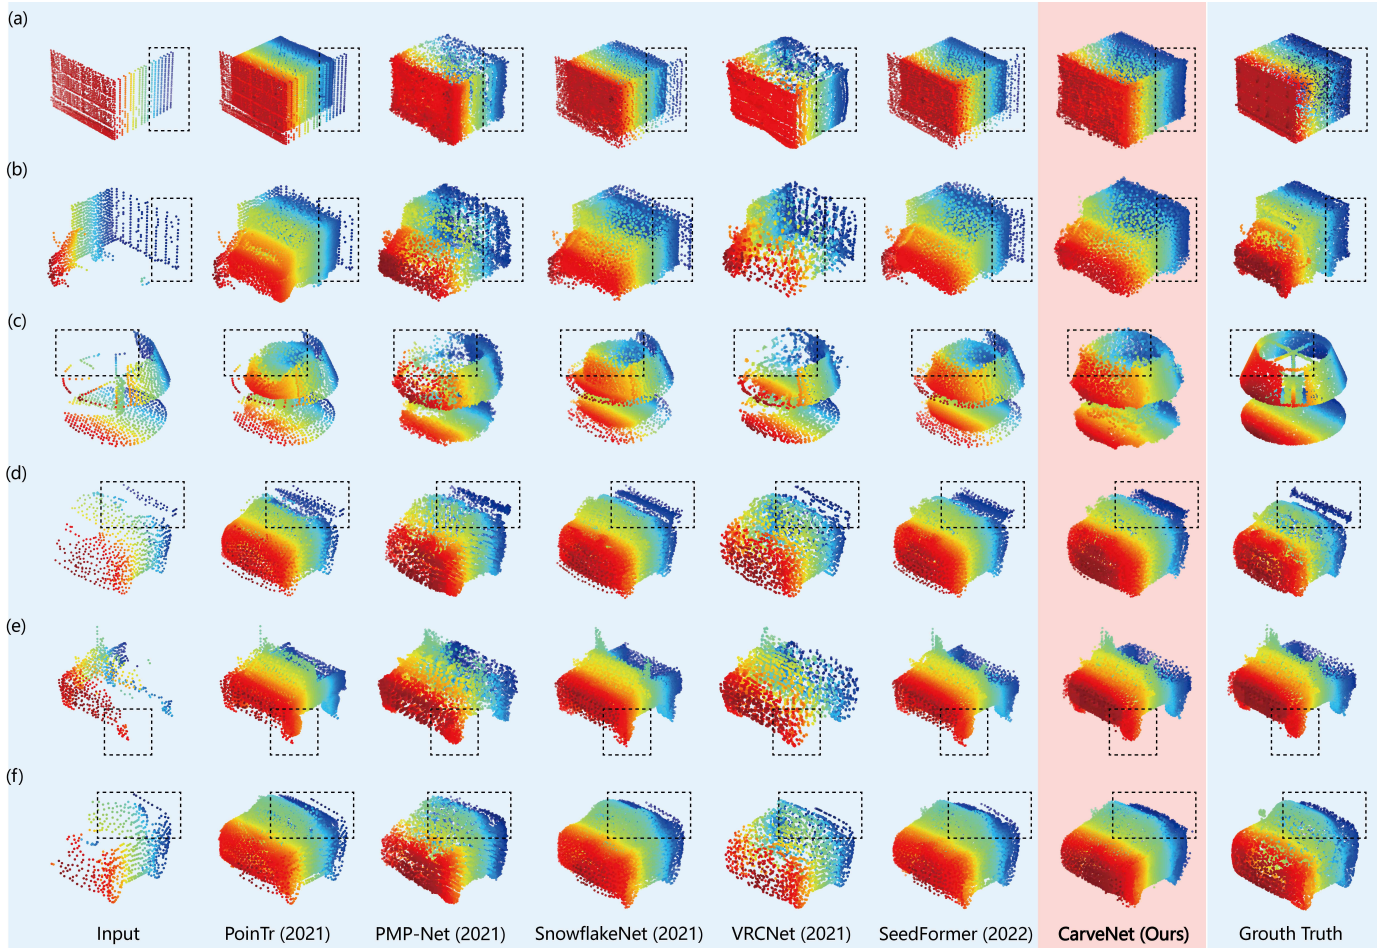 (a)
(b)
(c)
(d)
(e)
(f)
Input PoinTr (2021) PMP-Net (2021) SnowflakeNet (2021) VRCNet (2021) SeedFormer (2022) CarveNet (Ours) Grouth Truth